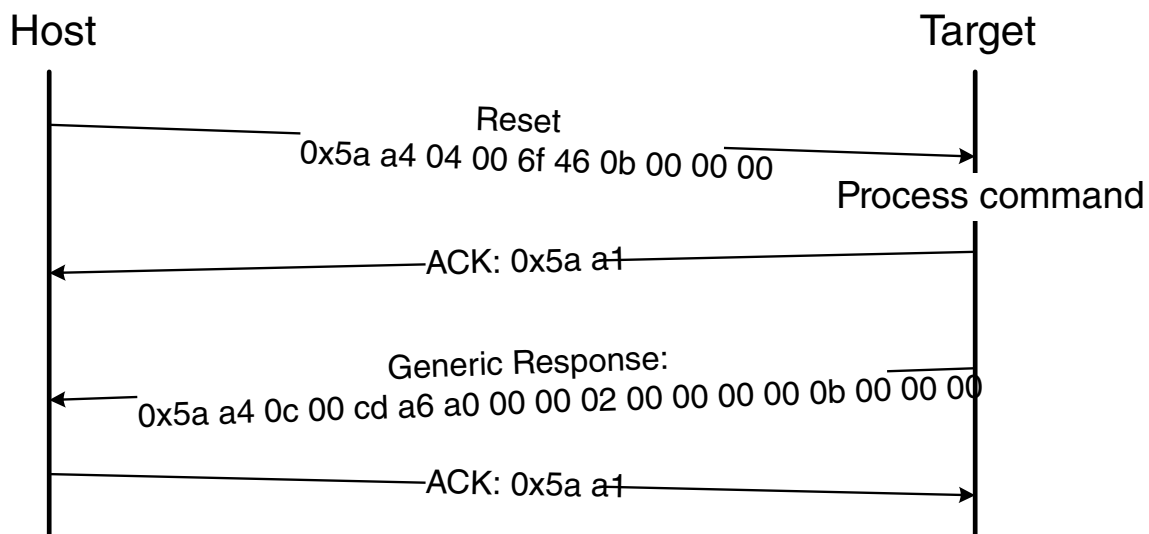 Host
Target
Reset
0x5a a4 04 00 6f 46 0b 00 00 00
Process command
ACK: 0x5a a1
Generic Response:
0x5a a4 0c 00 cd a6 a0 00 00 02 00 00 00 00 0b 00 00 00
ACK: 0x5a a1